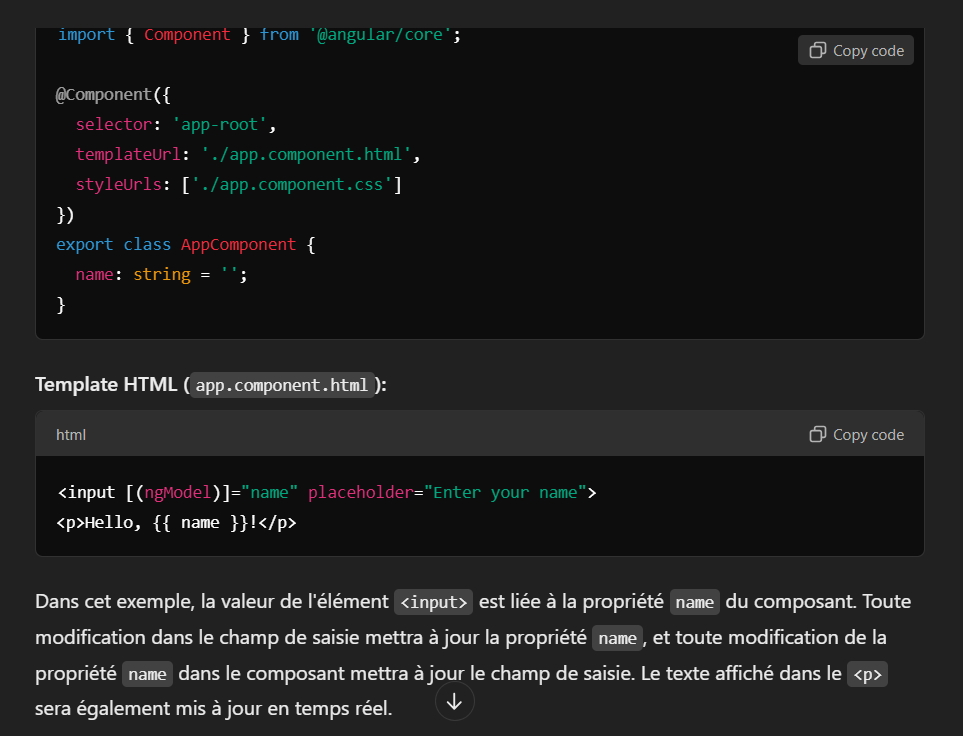 import { Component } from '@angular/core';
Copy code
@Component({
  selector: 'app-root',
  templateUrl: './app.component.html',
  styleUrls: ['./app.component.css']
})
export class AppComponent {
  name: string = '';
}
Template HTML (app.component.html):
html
Copy code
<input [(ngModel)]="name" placeholder="Enter your name">
<p>Hello, {{ name }}!</p>
Dans cet exemple, la valeur de l'élément <input> est liée à la propriété name du composant. Toute
modification dans le champ de saisie mettra à jour la propriété name, et toute modification de la
propriété name dans le composant mettra à jour le champ de saisie. Le texte affiché dans le <p>
sera également mis à jour en temps réel.